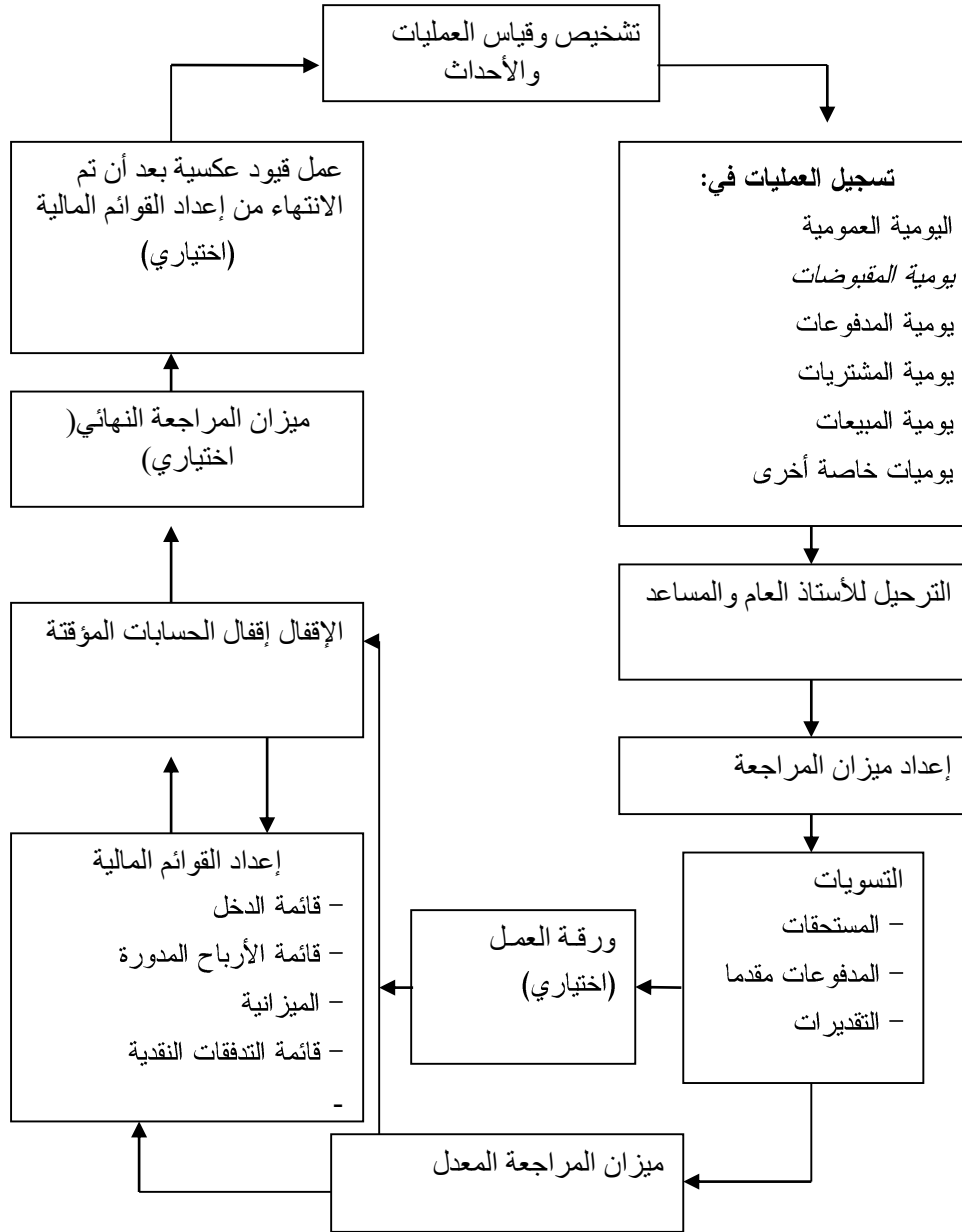 تشخيص وقياس العمليات
والأحداث
تسجيل العمليات في:
اليومية العمومية
يومية المقبوضات
يومية المدفوعات
يومية المشتريات
يومية المبيعات
يوميات خاصة أخرى
الترحيل للأستاذ العام والمساعد
إعداد ميزان المراجعة
التسويات
– المستحقات
– المدفوعات مقدما
– التقديرات
ورقة العمل
(اختياري)
ميزان المراجعة المعدل
إعداد القوائم المالية
– قائمة الدخل
– قائمة الأرباح المدورة
– الميزانية
– قائمة التدفقات النقدية
-
الإقفال إقفال الحسابات المؤقتة
ميزان المراجعة النهائي(
اختياري)
عمل قيود عكسية بعد أن تم
الانتهاء من إعداد القوائم المالية
(اختياري)